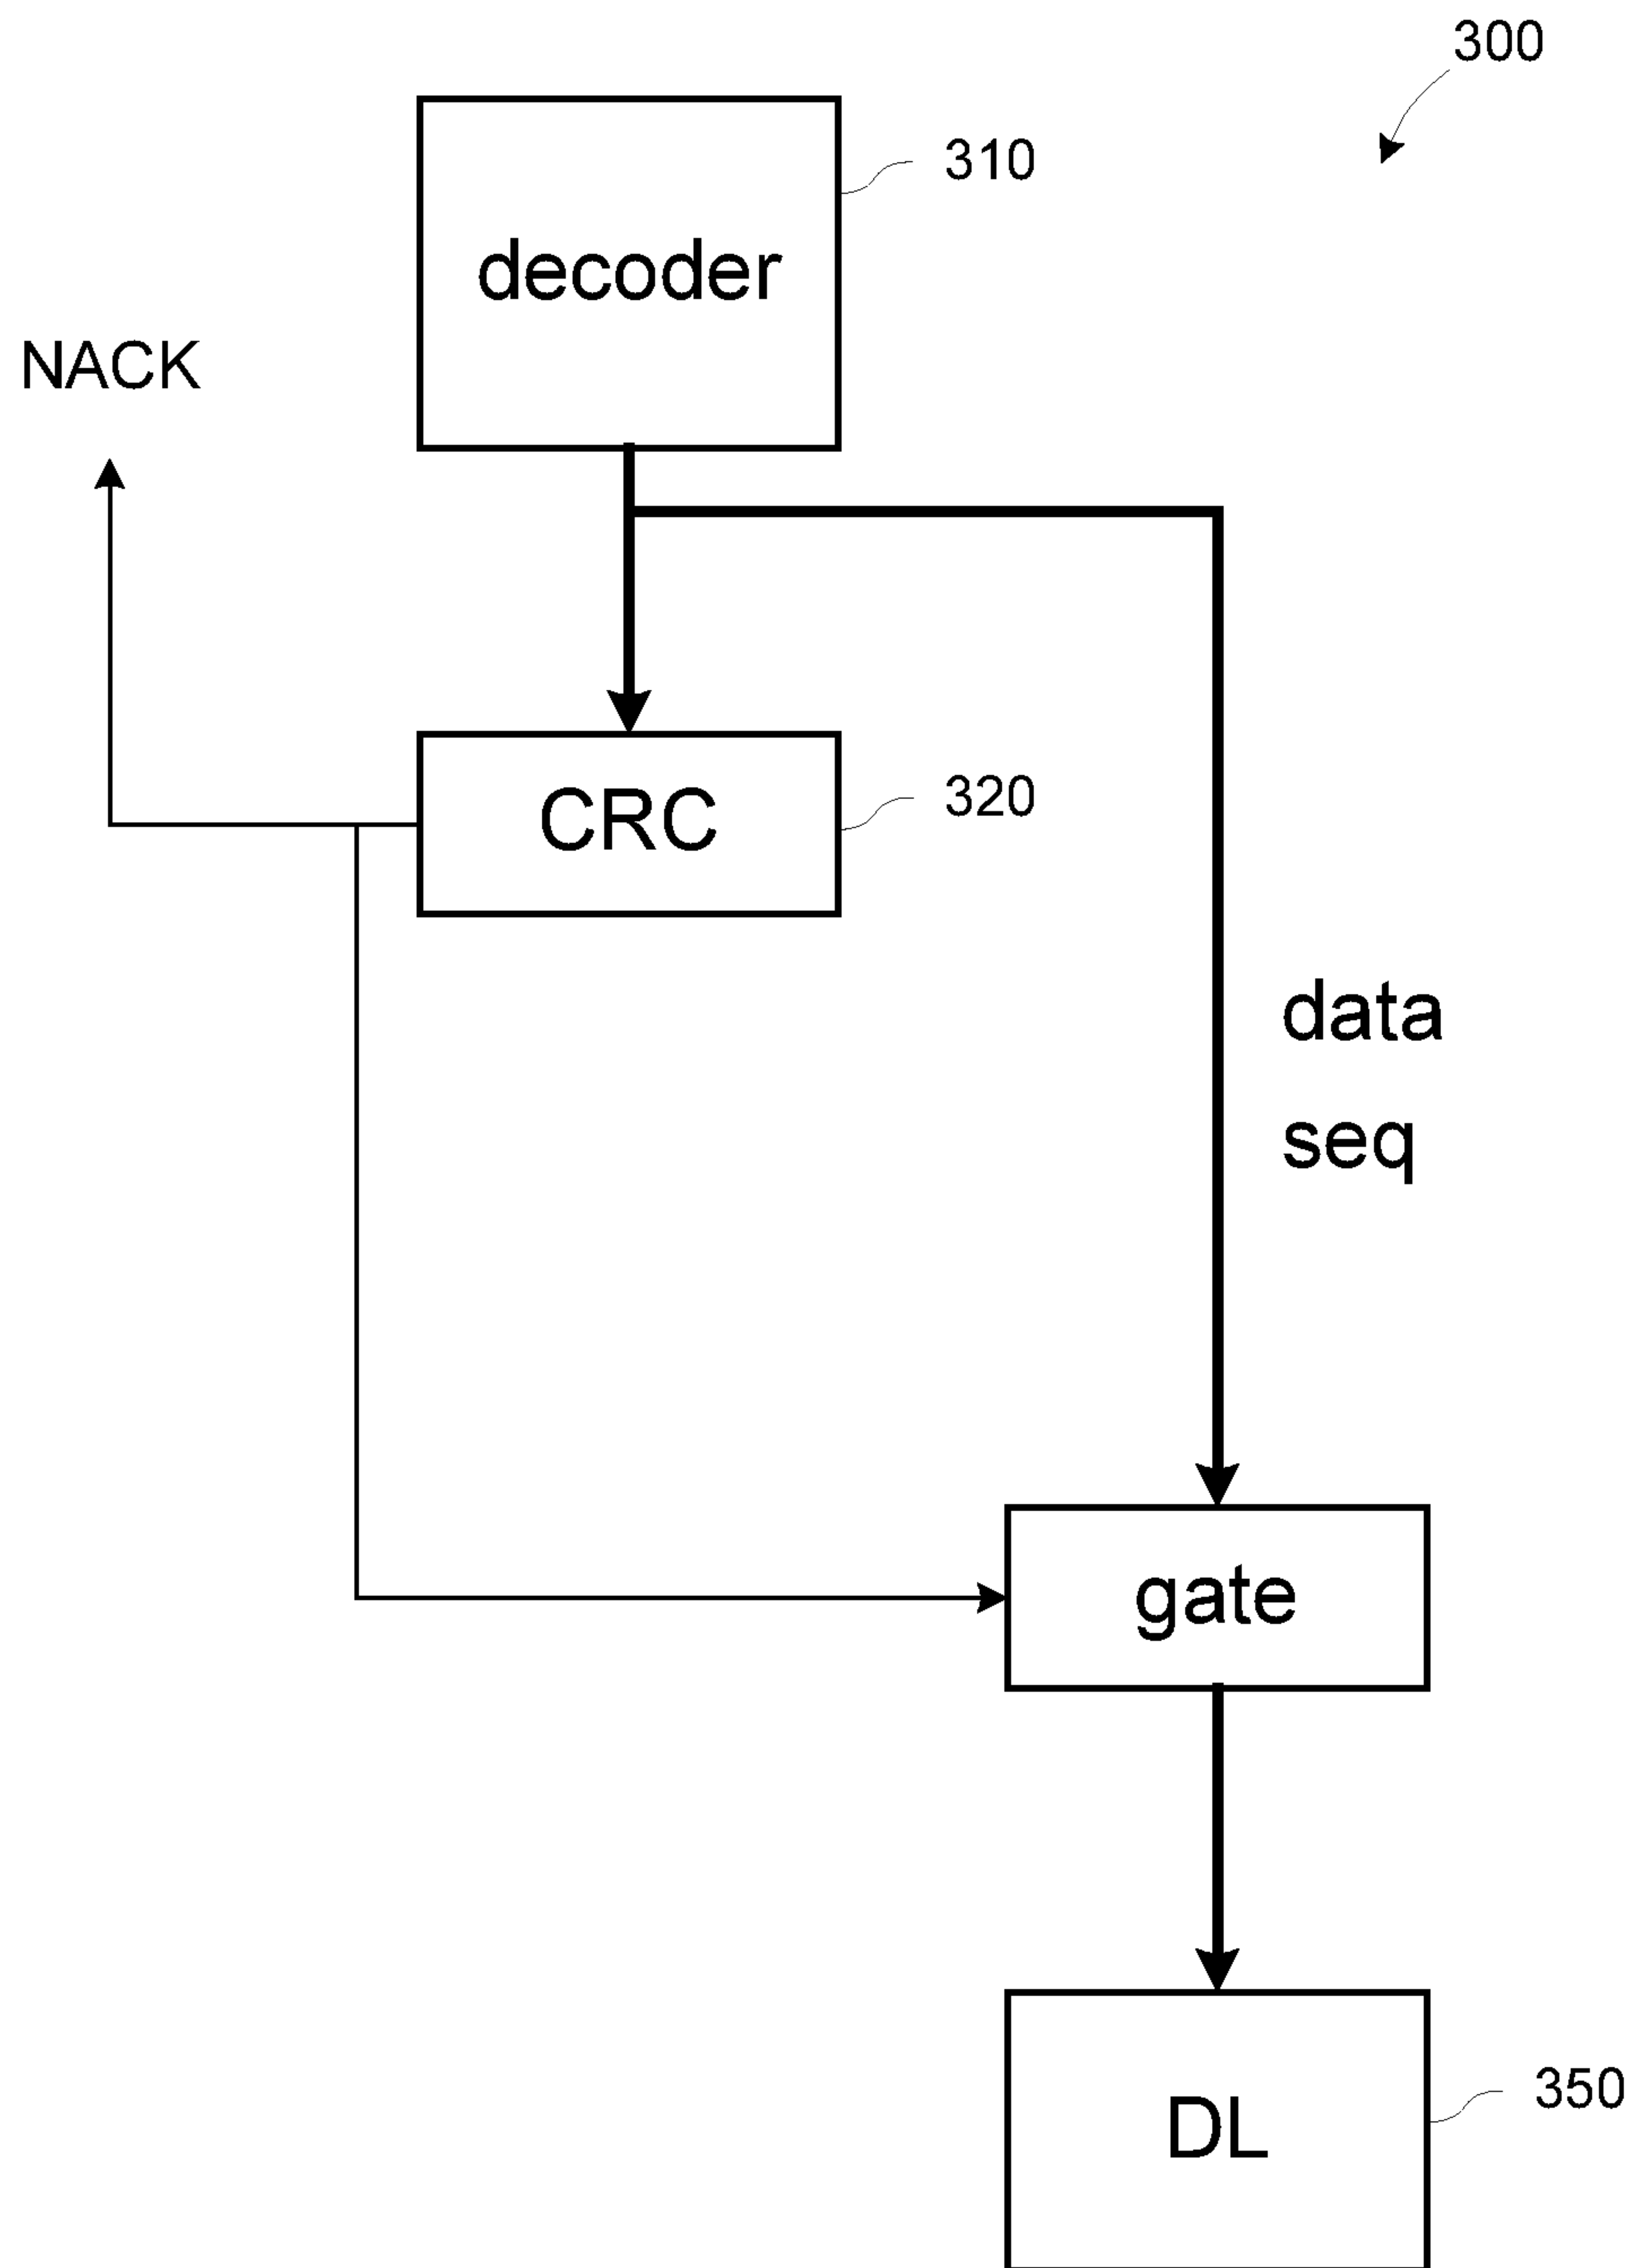 300
310
decoder
NACK
320
CRC
data
seq
gate
350
DL